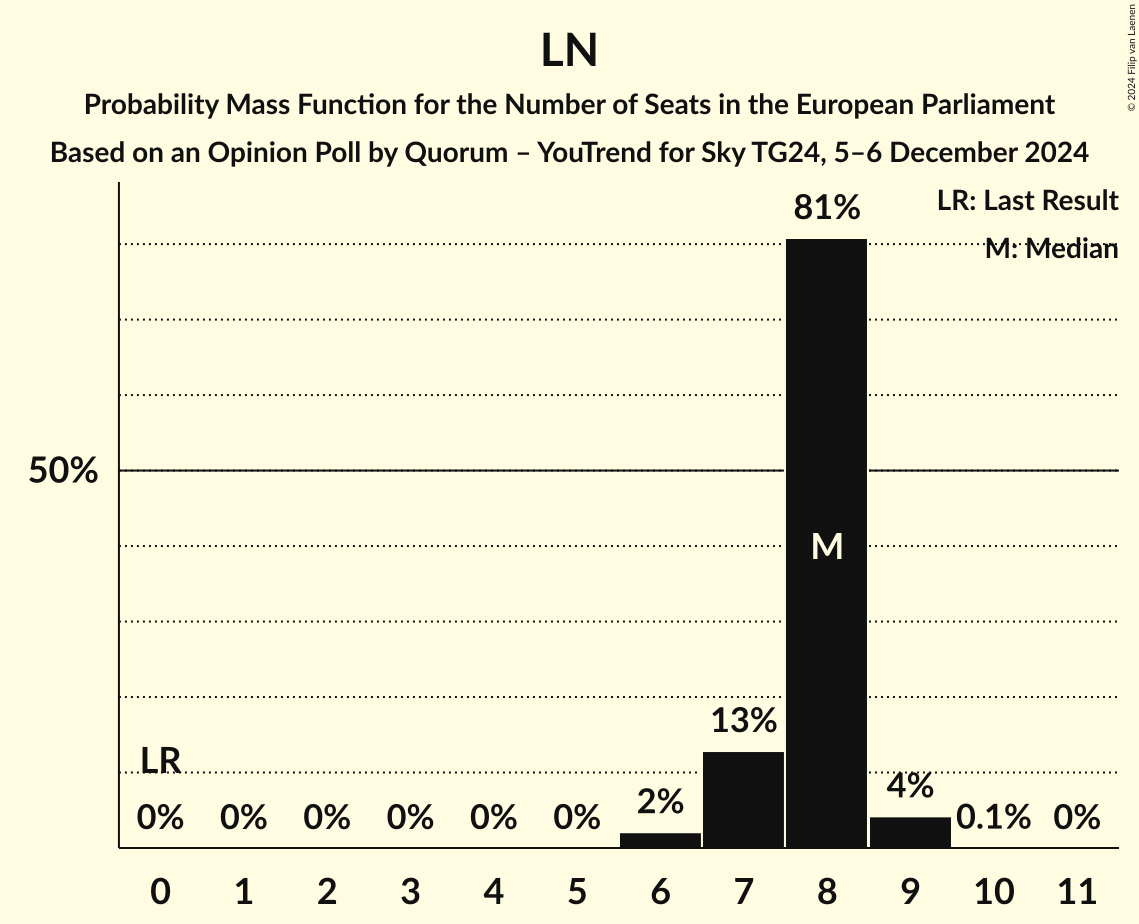 LN
Probability Mass Function for the Number of Seats in the European Parliament
Based on an Opinion Poll by Quorum – YouTrend for Sky TG24, 5–6 December 2024
© 2024 Filip van Laenen
LR: Last Result
M: Median
81%
50%
M
13%
LR
4%
2%
0% 0% 0% 0% 0% 0% 0.1% 0%
0 1 2 3 4 5 6 7 8 9 10 11